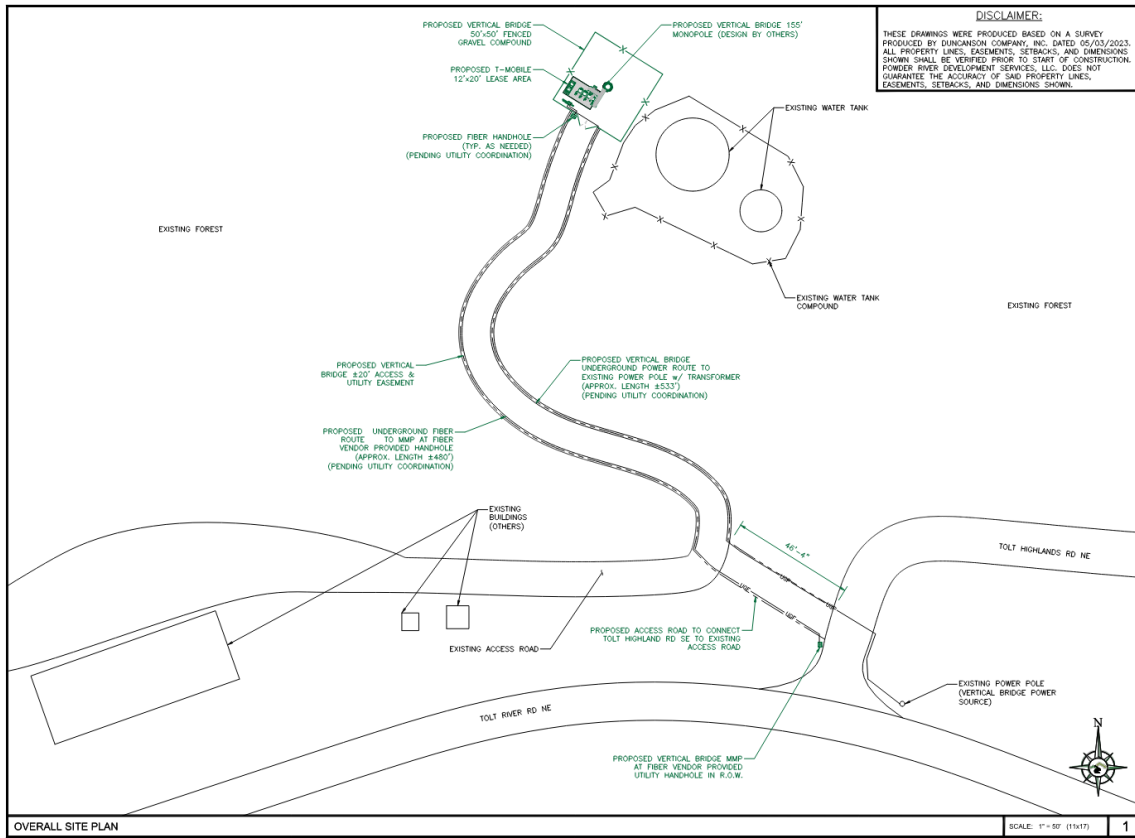 PROPOSED VERTICAL BRIDGE
50'x50' FENCED
GRAVEL COMPOUND
PROPOSED VERTICAL BRIDGE 155'
MONOPOLE (DESIGN BY OTHERS)
DISCLAIMER:
THESE DRAWINGS WERE PRODUCED BASED ON A SURVEY
PRODUCED BY DUNCANSON COMPANY, INC. DATED 05/03/2023.
ALL PROPERTY LINES, EASEMENTS, SETBACKS, AND DIMENSIONS
SHOWN SHALL BE VERIFIED PRIOR TO START OF CONSTRUCTION.
POWDER RIVER DEVELOPMENT SERVICES, LLC. DOES NOT
GUARANTEE THE ACCURACY OF SAID PROPERTY LINES,
EASEMENTS, SETBACKS, AND DIMENSIONS SHOWN.
PROPOSED T-MOBILE
12'x20' LEASE AREA
EXISTING WATER TANK
PROPOSED FIBER HANDHOLE
(TYP. AS NEEDED)
(PENDING UTILITY COORDINATION)
EXISTING FOREST
EXISTING WATER TANK
COMPOUND
EXISTING FOREST
PROPOSED VERTICAL
BRIDGE ±20' ACCESS &
UTILITY EASEMENT
PROPOSED VERTICAL BRIDGE
UNDERGROUND POWER ROUTE TO
EXISTING POWER POLE w/ TRANSFORMER
(APPROX. LENGTH ±533')
(PENDING UTILITY COORDINATION)
PROPOSED UNDERGROUND FIBER
ROUTE TO MMP AT FIBER
VENDOR PROVIDED HANDHOLE
(APPROX. LENGTH ±480')
(PENDING UTILITY COORDINATION)
EXISTING
BUILDINGS
(OTHERS)
46'-4"
TOLT HIGHLANDS RD NE
PROPOSED ACCESS ROAD TO CONNECT
TOLT HIGHLAND RD SE TO EXISTING
ACCESS ROAD
EXISTING ACCESS ROAD
EXISTING POWER POLE
(VERTICAL BRIDGE POWER
SOURCE)
TOLT RIVER RD NE
N
PROPOSED VERTICAL BRIDGE MMP
AT FIBER VENDOR PROVIDED
UTILITY HANDHOLE IN R.O.W.
OVERALL SITE PLAN
SCALE: 1" = 50' (11x17)
1